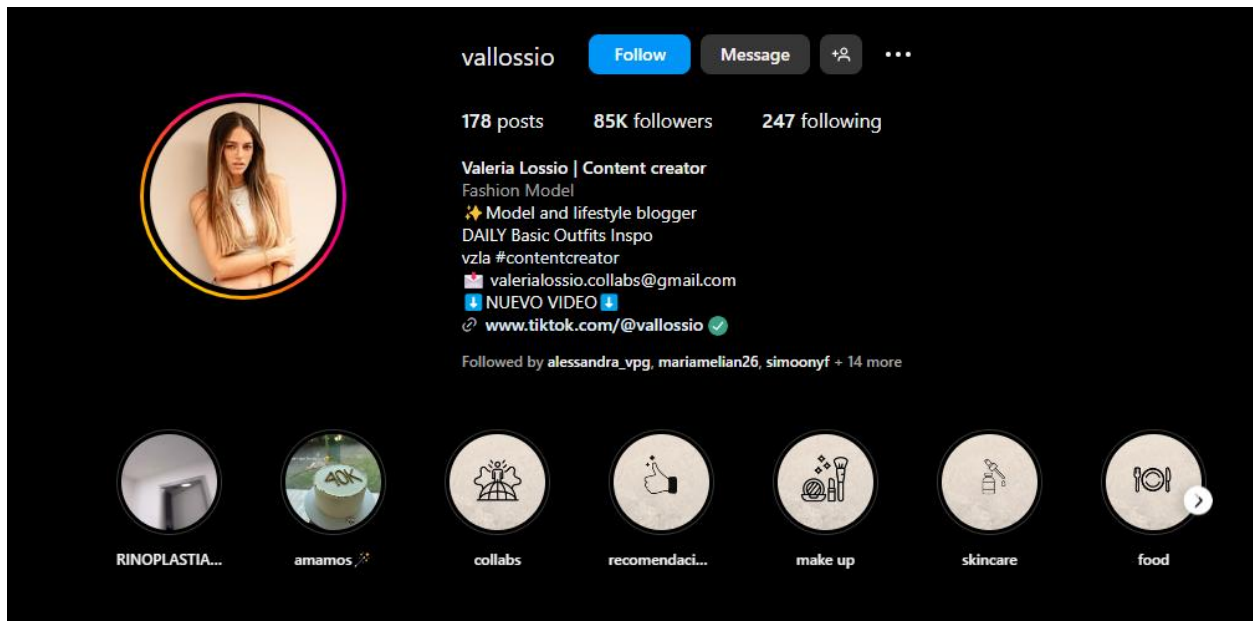 vallossio Follow Message
178 posts 85K followers 247 following
Valeria Lossio | Content creator
Fashion Model
✨Model and lifestyle blogger
DAILY Basic Outfits Inspo
vzla #contentcreator
📩 valerialossio.collabs@gmail.com
⬇️NUEVO VIDEO⬇️
www.tiktok.com/@vallossio
Followed by alessandra_vpg, mariamelian26, simoonyf + 14 more
40K
RINOPLASTIA... amamos🪄 collabs recomendaci... make up skincare food